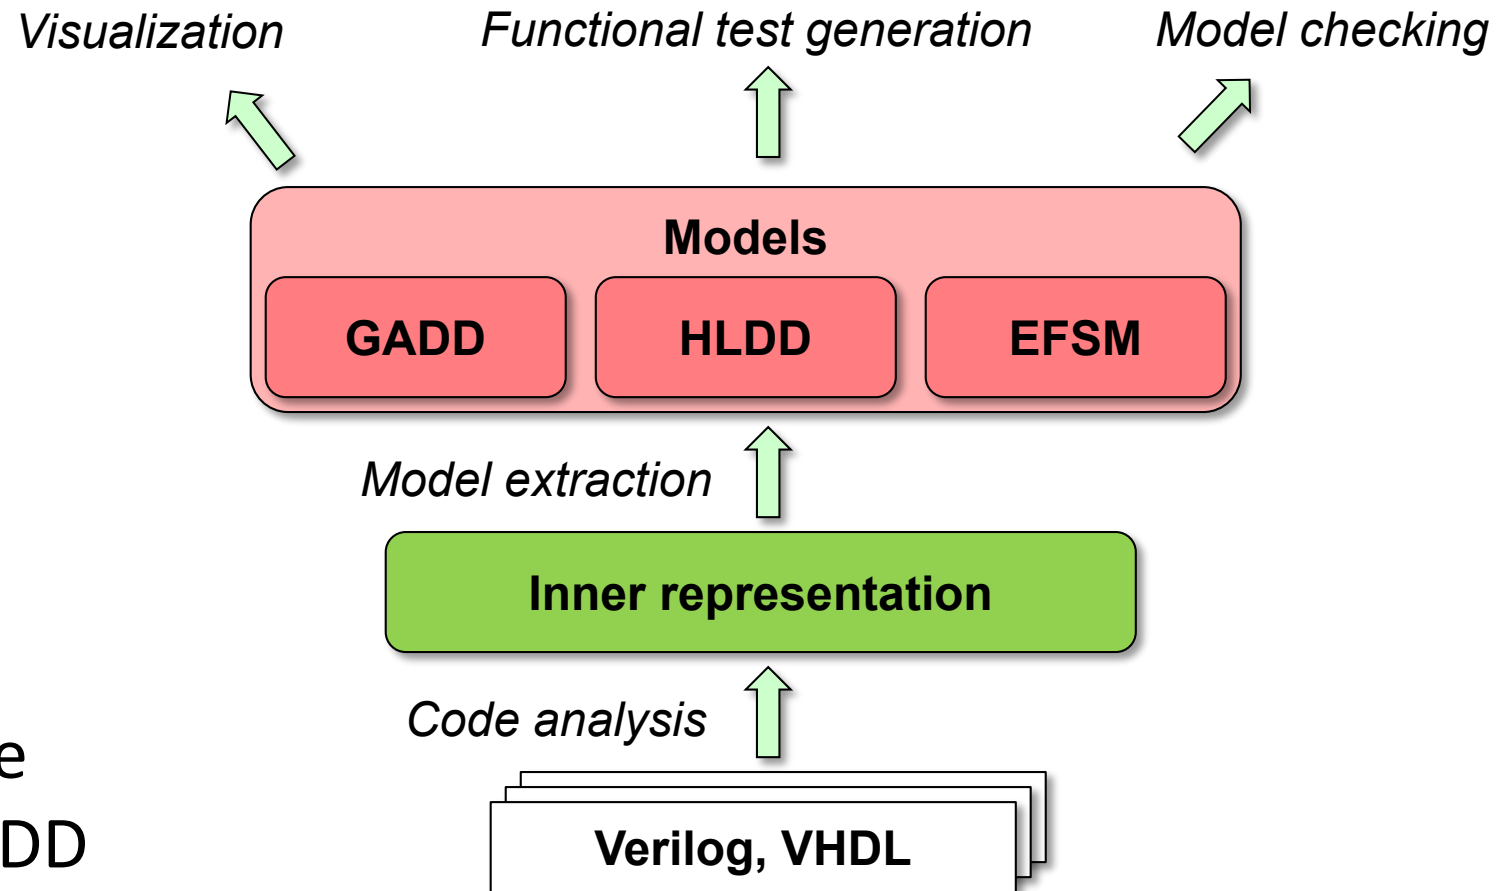 Visualization
Functional test generation
Model checking
Models
GADD
HLDD
EFSM
Model extraction
Inner representation
Code analysis
e
Verilog, VHDL
DD